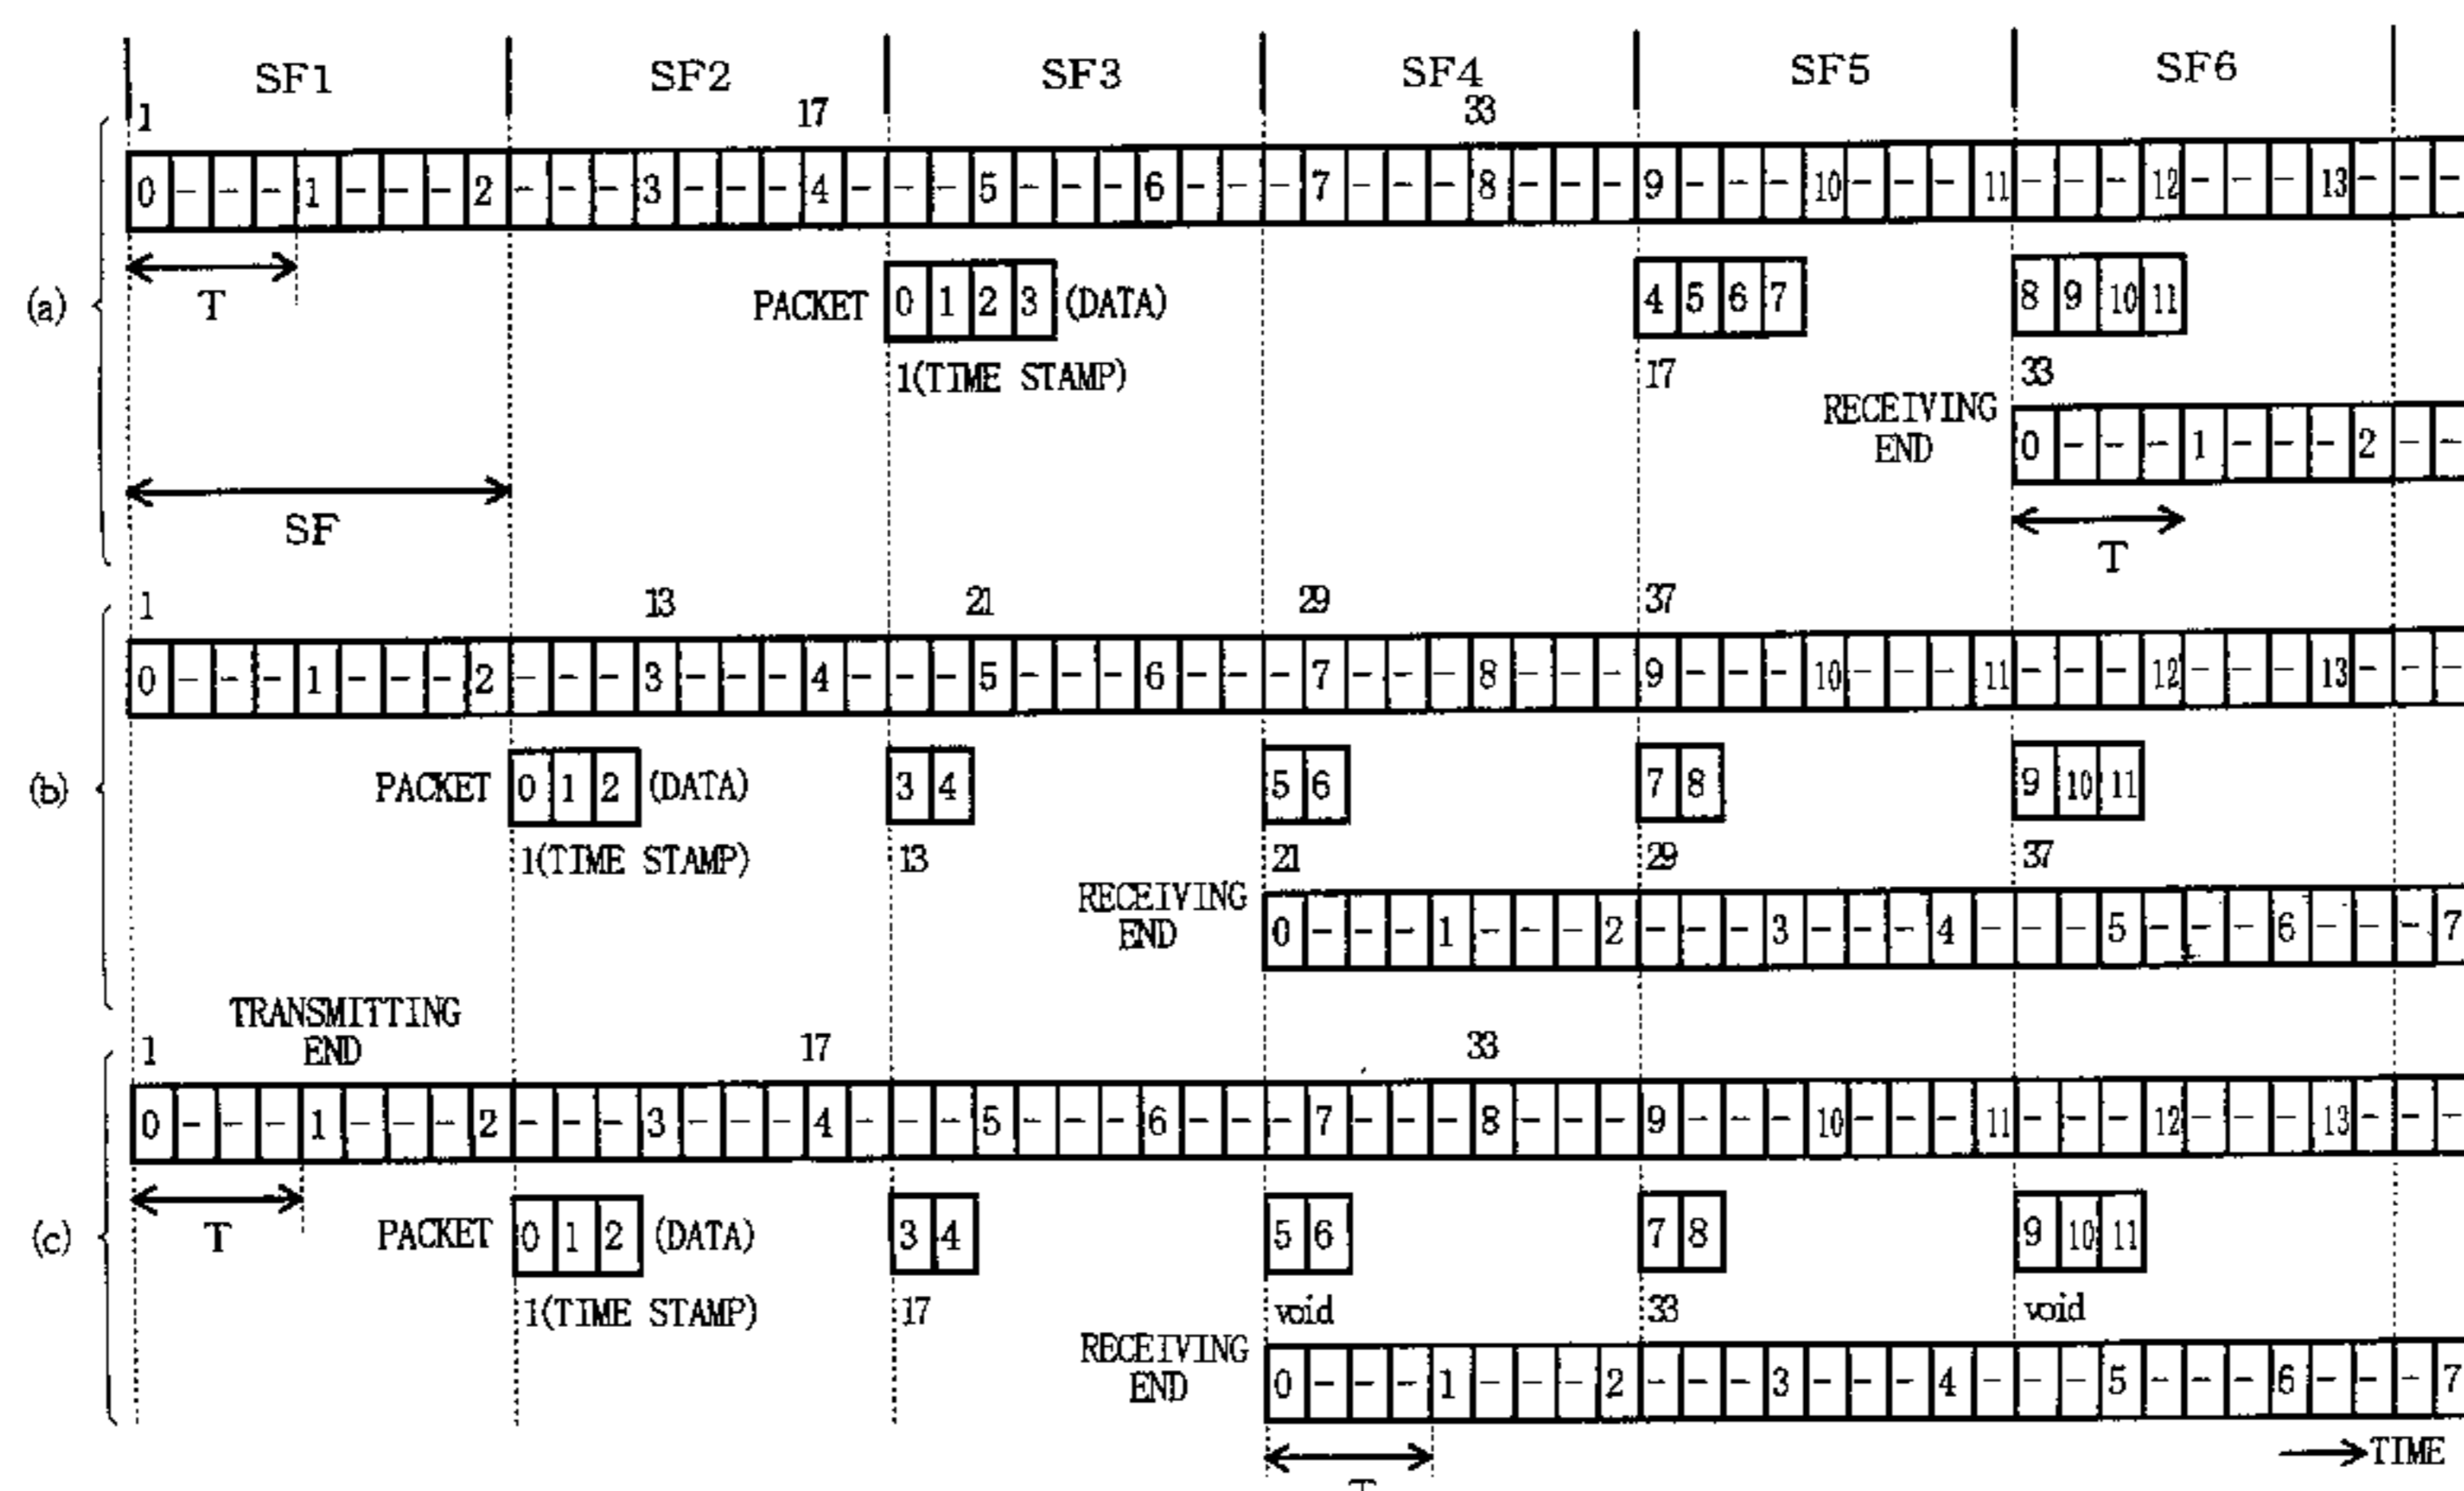 SF1 SF2 SF3 SF4 SF5 SF6
1 17 33
0 - - - 1 - - - 2 - - - 3 - - - 4 - - - 5 - - - 6 - - - 7 - - - 8 - - - 9 - - - 10 - - - 11 - - - 12 - - - 13 - - -
(a)
T
PACKET 0 1 2 3 (DATA) 4 5 6 7 8 9 10 11
1(TIME STAMP) 17 33
RECEIVING
END
0 - - - 1 - - - 2 - -
SF
T
1 13 21 29 37
0 - - - 1 - - - 2 - - - 3 - - - 4 - - - 5 - - - 6 - - - 7 - - - 8 - - - 9 - - - 10 - - - 11 - - - 12 - - - 13 - - -
(b)
PACKET 0 1 2 (DATA) 3 4 5 6 7 8 9 10 11
1(TIME STAMP) 13 21 29 37
RECEIVING
END
0 - - - 1 - - - 2 - - - 3 - - - 4 - - - 5 - - - 6 - - - 7
TRANSMITTING
END
1 17 33
0 - - - 1 - - - 2 - - - 3 - - - 4 - - - 5 - - - 6 - - - 7 - - - 8 - - - 9 - - - 10 - - - 11 - - - 12 - - - 13 - - -
(c)
T
PACKET 0 1 2 (DATA) 3 4 5 6 7 8 9 10 11
1(TIME STAMP) 17 void 33 void
RECEIVING
END
0 - - - 1 - - - 2 - - - 3 - - - 4 - - - 5 - - - 6 - - - 7
TIME
T